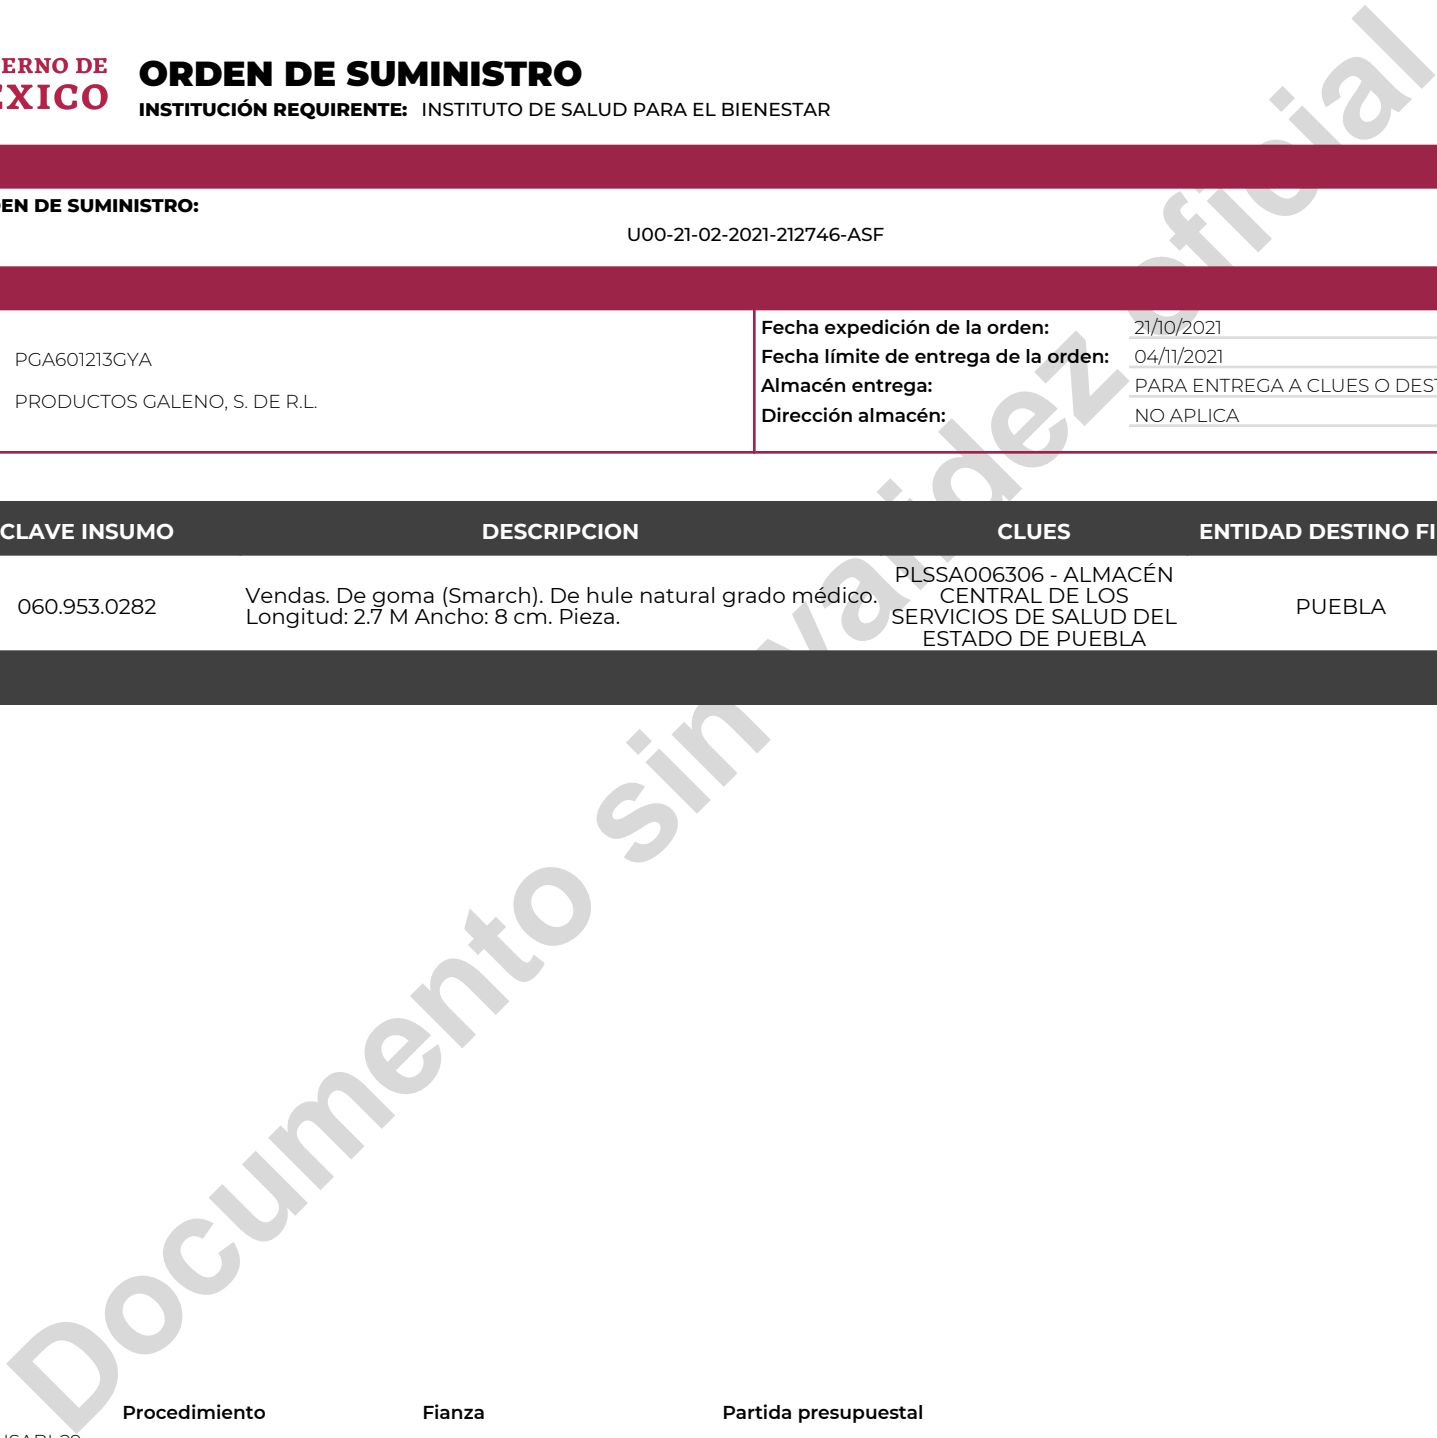 ERNO DE
EXICO
ORDEN DE SUMINISTRO
INSTITUCIÓN REQUIRENTE: INSTITUTO DE SALUD PARA EL BIENESTAR
EN DE SUMINISTRO:
U00-21-02-2021-212746-ASF
PGA601213GYA
PRODUCTOS GALENO, S. DE R.L.
Fecha expedición de la orden: 21/10/2021
Fecha límite de entrega de la orden: 04/11/2021
Almacén entrega: PARA ENTREGA A CLUES O DEST
Dirección almacén: NO APLICA
CLAVE INSUMO DESCRIPCION CLUES ENTIDAD DESTINO FI
060.953.0282
Vendas. De goma (Smarch). De hule natural grado médico.
Longitud: 2.7 M Ancho: 8 cm. Pieza.
PLSSA006306 - ALMACÉN
CENTRAL DE LOS
SERVICIOS DE SALUD DEL
ESTADO DE PUEBLA
PUEBLA
Documento sin validez oficial
Procedimiento Fianza Partida presupuestal